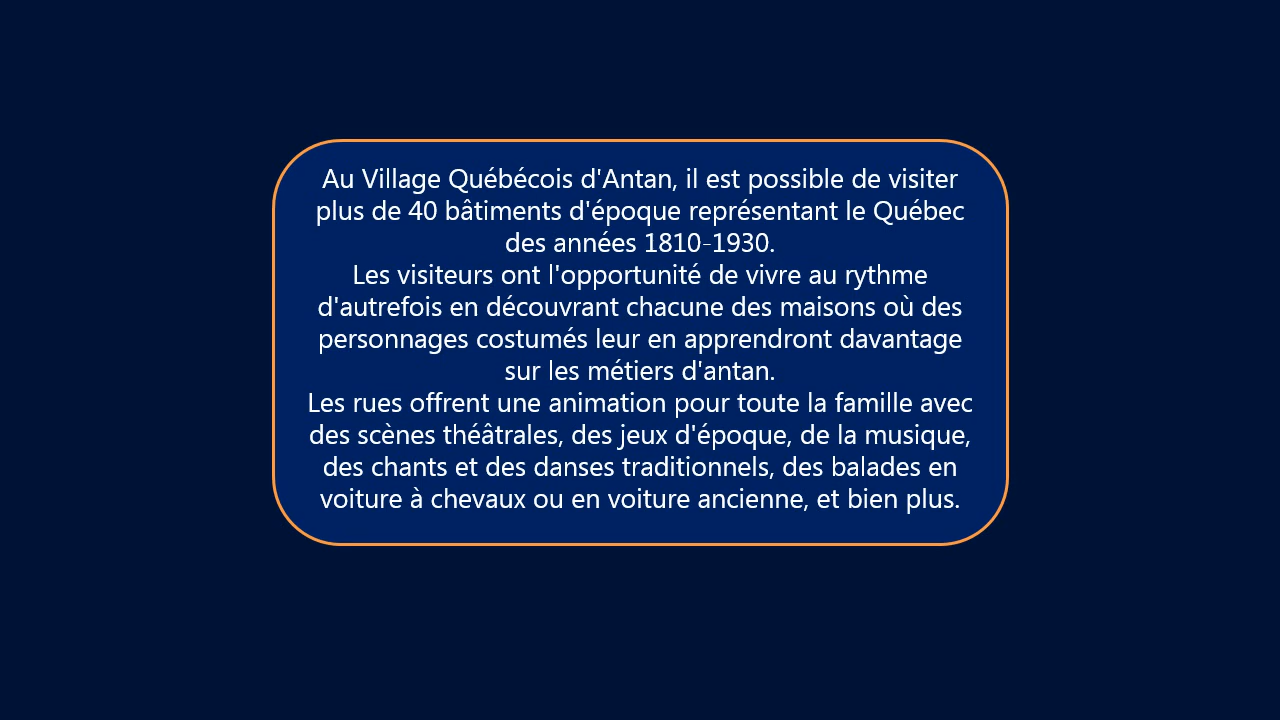 Au Village Québécois d'Antan, il est possible de visiter
plus de 40 bâtiments d'époque représentant le Québec
des années 1810-1930.
Les visiteurs ont l'opportunité de vivre au rythme
d'autrefois en découvrant chacune des maisons où des
personnages costumés leur en apprendront davantage
sur les métiers d'antan.
Les rues offrent une animation pour toute la famille avec
des scènes théâtrales, des jeux d'époque, de la musique,
des chants et des danses traditionnels, des balades en
voiture à chevaux ou en voiture ancienne, et bien plus.